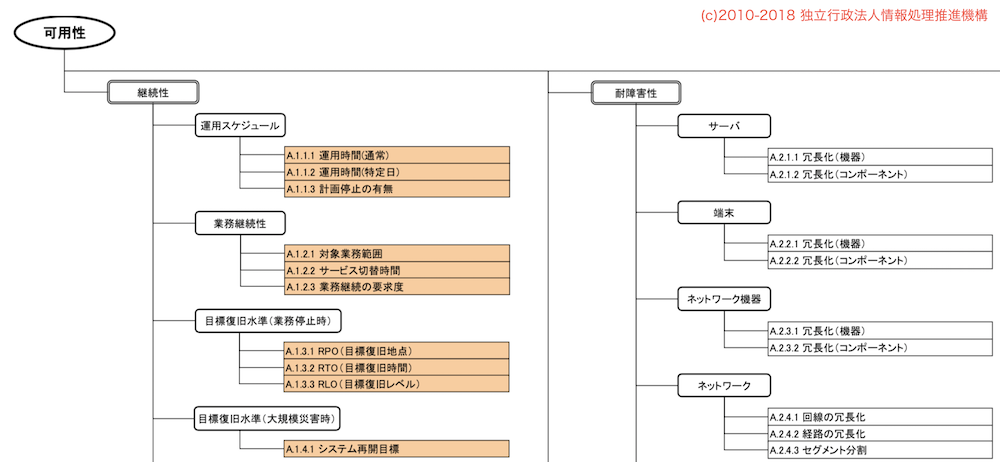 (c)2010-2018 独立行政法人情報処理推進機構
可用性
継続性
運用スケジュール
A.1.1.1 運用時間(通常)
A.1.1.2 運用時間(特定日)
A.1.1.3 計画停止の有無
業務継続性
A.1.2.1 対象業務範囲
A.1.2.2 サービス切替時間
A.1.2.3 業務継続の要求度
目標復旧水準(業務停止時)
A.1.3.1 RPO(目標復旧地点)
A.1.3.2 RTO(目標復旧時間)
A.1.3.3 RLO(目標復旧レベル)
目標復旧水準(大規模災害時)
A.1.4.1 システム再開目標
耐障害性
サーバ
A.2.1.1 冗長化(機器)
A.2.1.2 冗長化(コンポーネント)
端末
A.2.2.1 冗長化(機器)
A.2.2.2 冗長化(コンポーネント)
ネットワーク機器
A.2.3.1 冗長化(機器)
A.2.3.2 冗長化(コンポーネント)
ネットワーク
A.2.4.1 回線の冗長化
A.2.4.2 経路の冗長化
A.2.4.3 セグメント分割